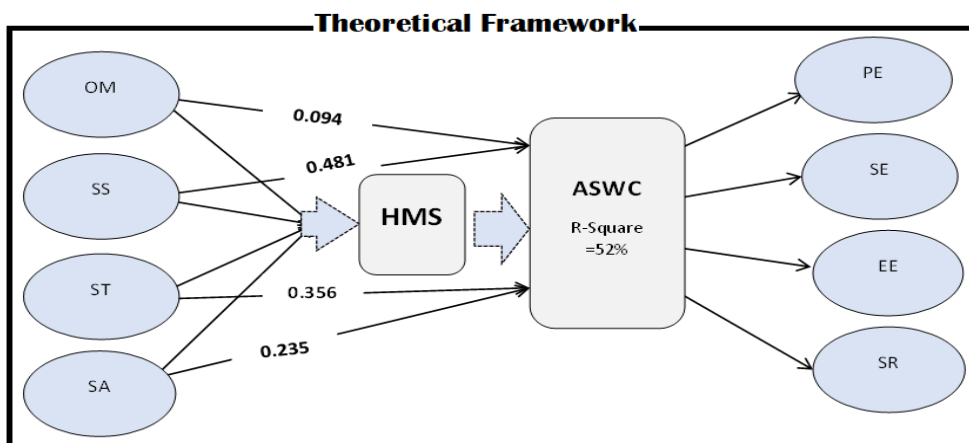 Theoretical Framework
OM
SS
ST
SA
0.094
0.481
0.356
0.235
HMS
ASWC
R-Square
=52%
PE
SE
EE
SR